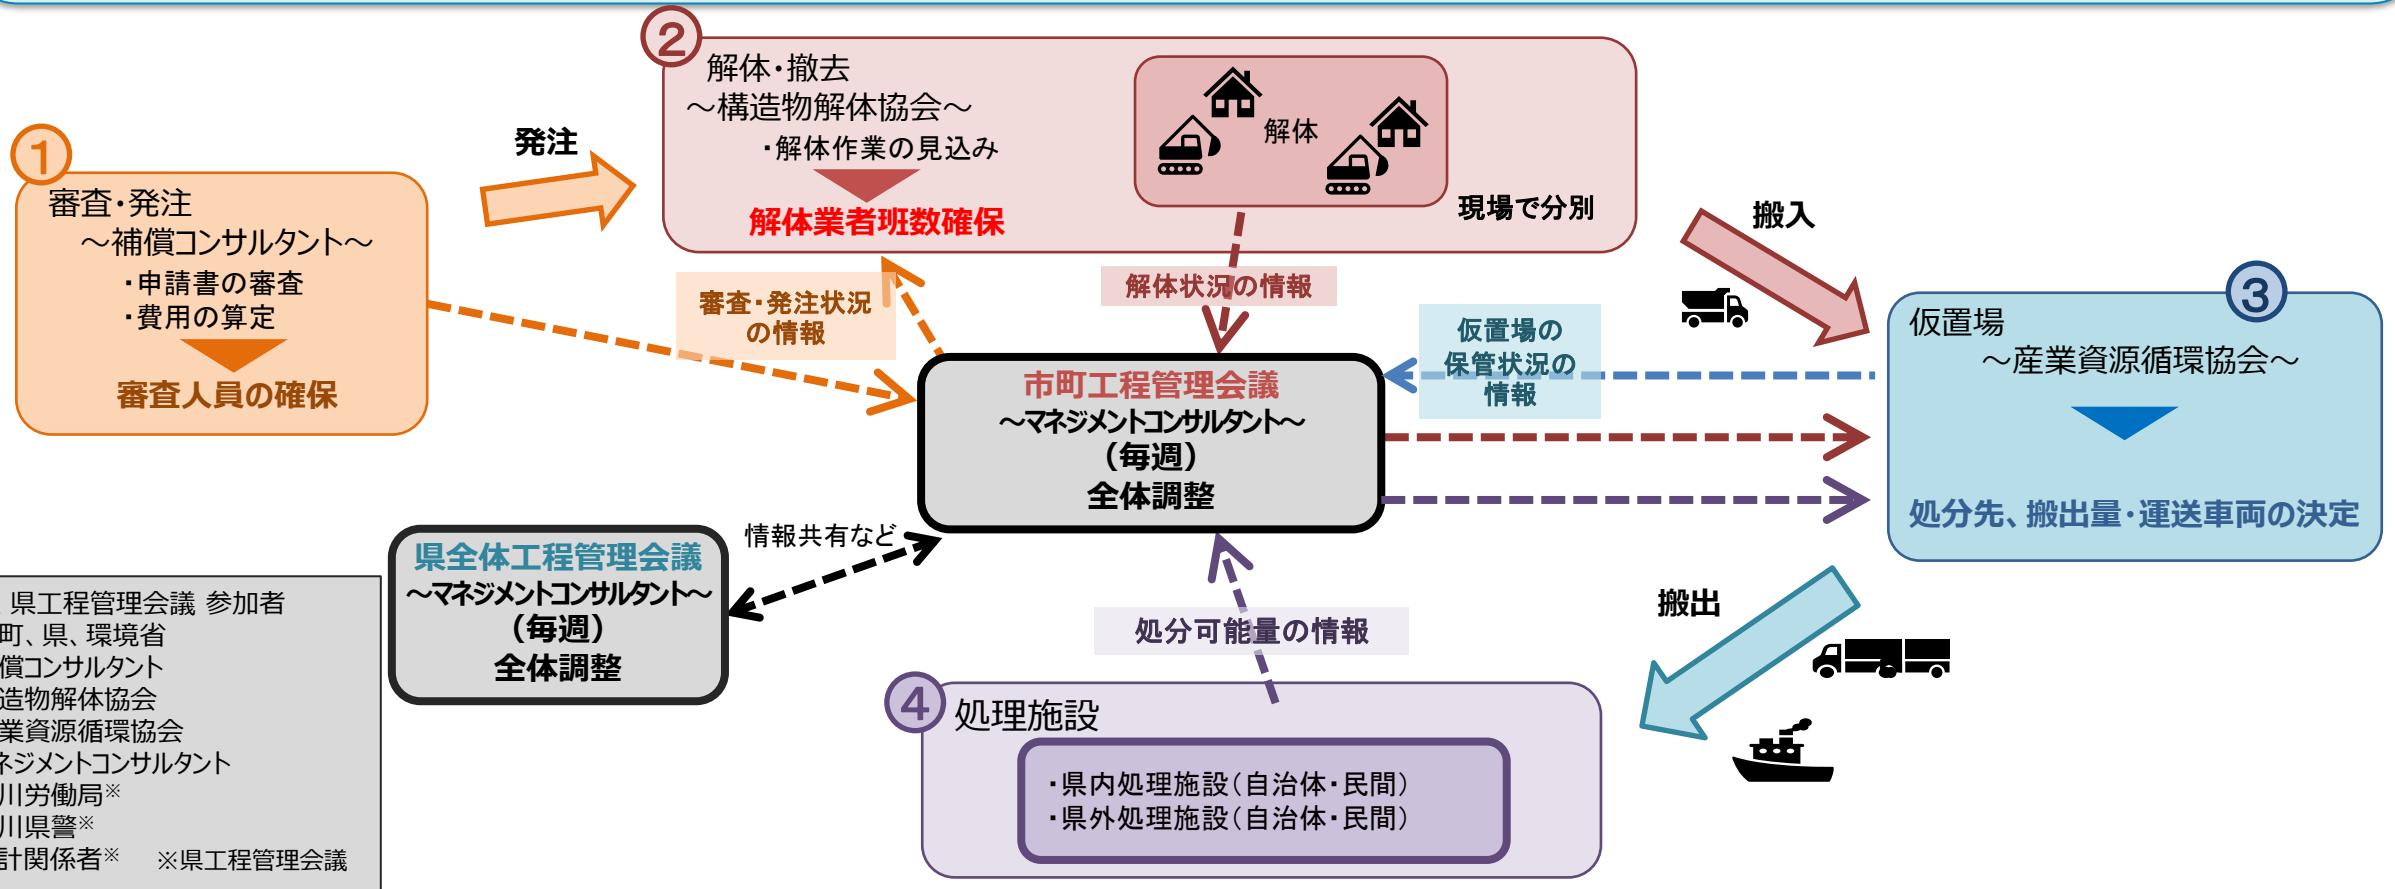 ②
解体・撤去
～構造物解体協会～
・解体作業の見込み
解体業者班数確保
解体
現場で分別
発注
①
審査・発注
～補償コンサルタント～
・申請書の審査
・費用の算定
審査人員の確保
審査・発注状況
の情報
解体状況の情報
搬入
仮置場の
保管状況の
情報
③
仮置場
～産業資源循環協会～
処分先、搬出量・運送車両の決定
市町工程管理会議
～マネジメントコンサルタント～
（毎週）
全体調整
情報共有など
県全体工程管理会議
～マネジメントコンサルタント～
（毎週）
全体調整
処分可能量の情報
搬出
④
処理施設
・県内処理施設（自治体・民間）
・県外処理施設（自治体・民間）
県工程管理会議 参加者
町、県、環境省
償コンサルタント
造物解体協会
業資源循環協会
ネジメントコンサルタント
川労働局※
川県警※
計関係者※ ※県工程管理会議